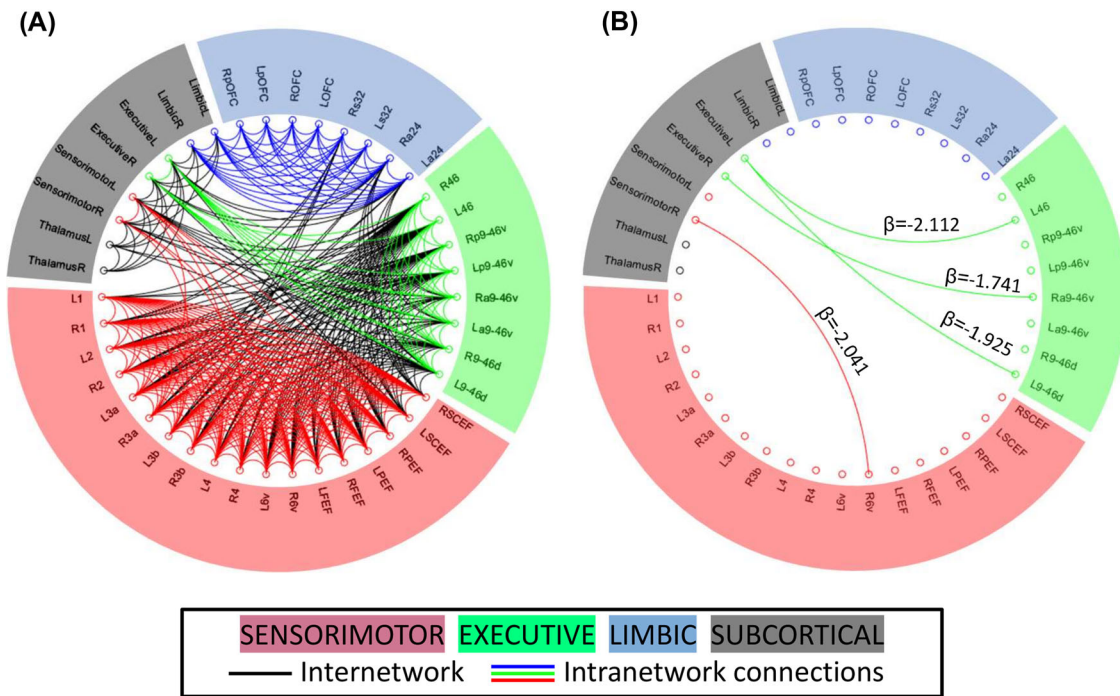 (A)
LimbicL
LimbicR
ExecutiveL
ExecutiveR
SensorimotorL
SensorimotorR
ThalamusL
ThalamusR
RpOFC
LpOFC
ROFC
LOFC
Rs32
Ls32
Ra24
La24
R46
L46
Rp9-46v
Lp9-46v
Ra9-46v
La9-46v
R9-46d
L9-46d
RSCEF
LSCEF
RPEF
LPEF
RFEF
LFEF
R6v
L6v
R4
L4
R3b
L3b
R3a
L3a
R2
L2
R1
L1
(B)
LimbicL
LimbicR
ExecutiveL
ExecutiveR
SensorimotorL
SensorimotorR
ThalamusL
ThalamusR
RpOFC
LpOFC
ROFC
LOFC
Rs32
Ls32
Ra24
La24
R46
L46
Rp9-46v
Lp9-46v
Ra9-46v
La9-46v
R9-46d
L9-46d
RSCEF
LSCEF
RPEF
LPEF
RFEF
LFEF
R6v
L6v
R4
L4
R3b
L3b
R3a
L3a
R2
L2
R1
L1
β=-2.112
β=-1.741
β=-1.925
β=-2.041
SENSORIMOTOR EXECUTIVE LIMBIC SUBCORTICAL
Internetwork Intranetwork connections